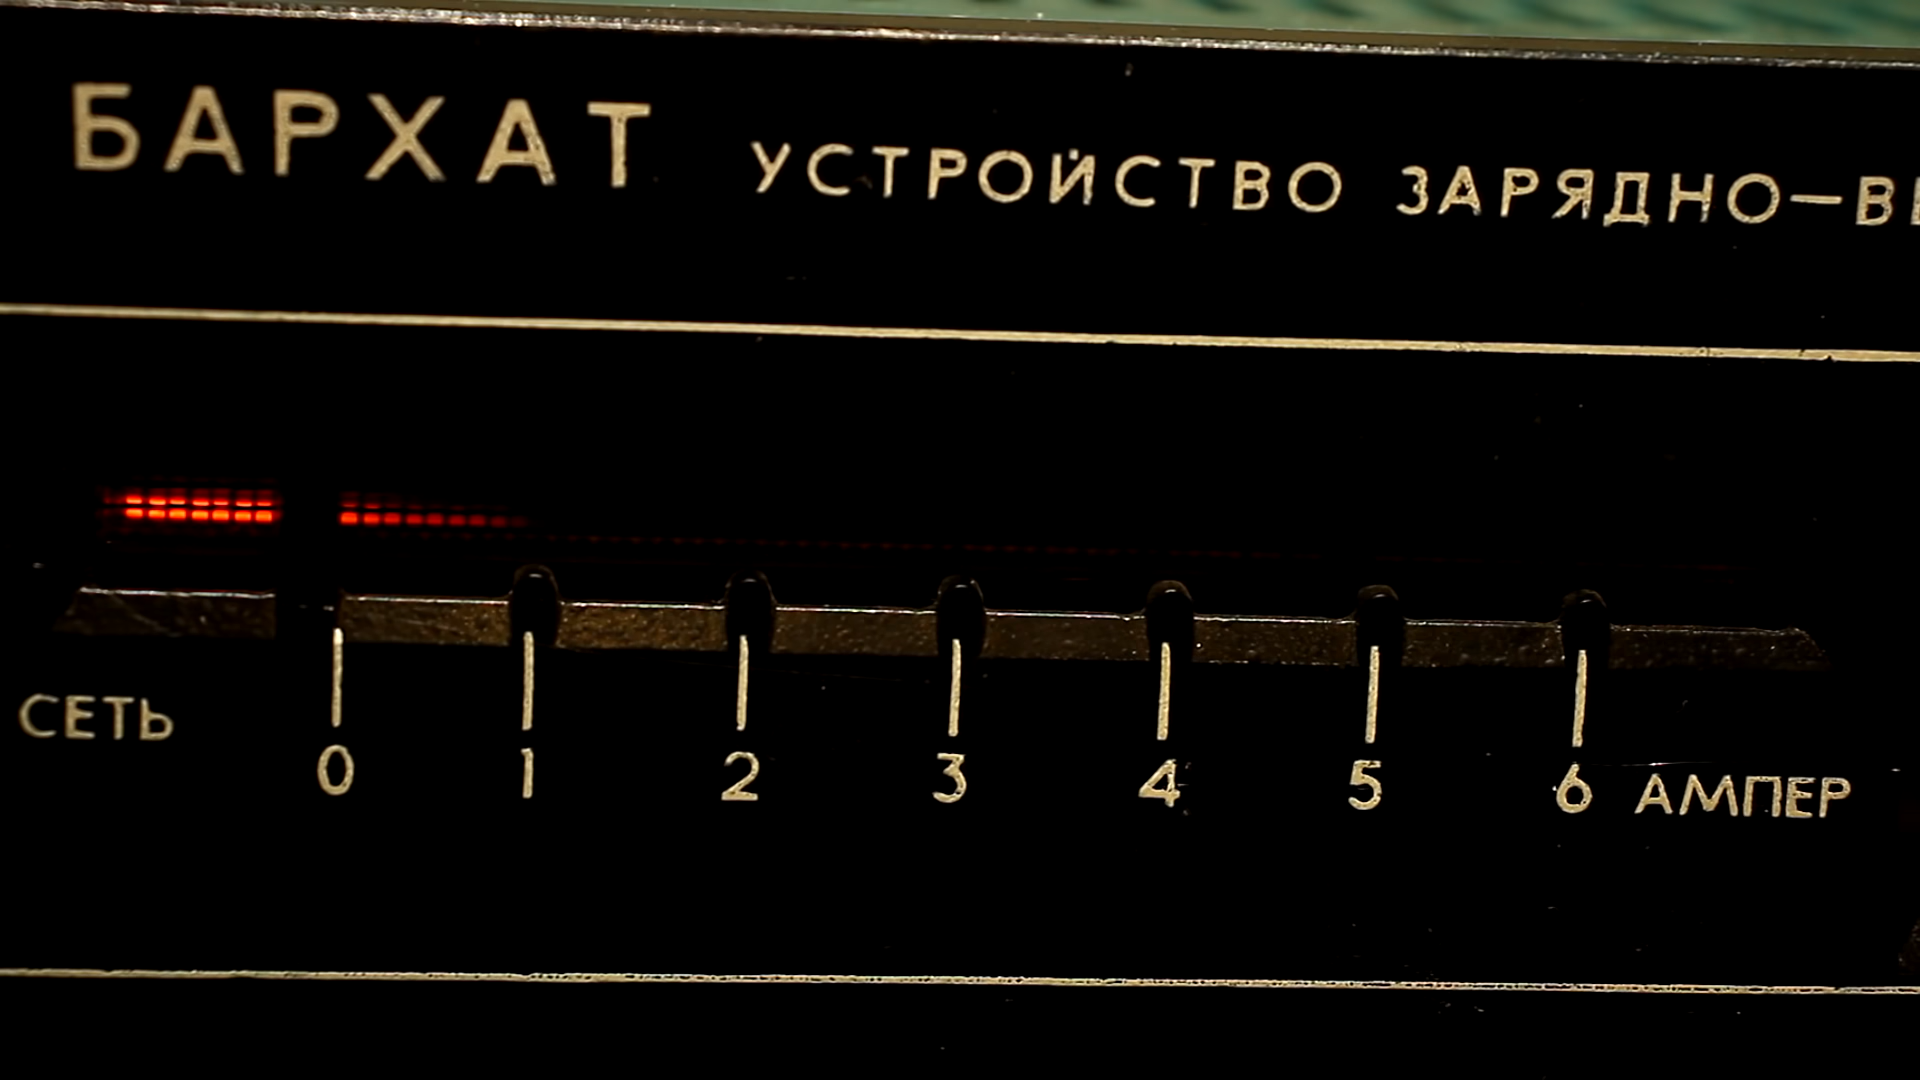 БАРХАТ УСТРОЙСТВО ЗАРЯДНО—
СЕТЬ 0 1 2 3 4 5 6 АМПЕР